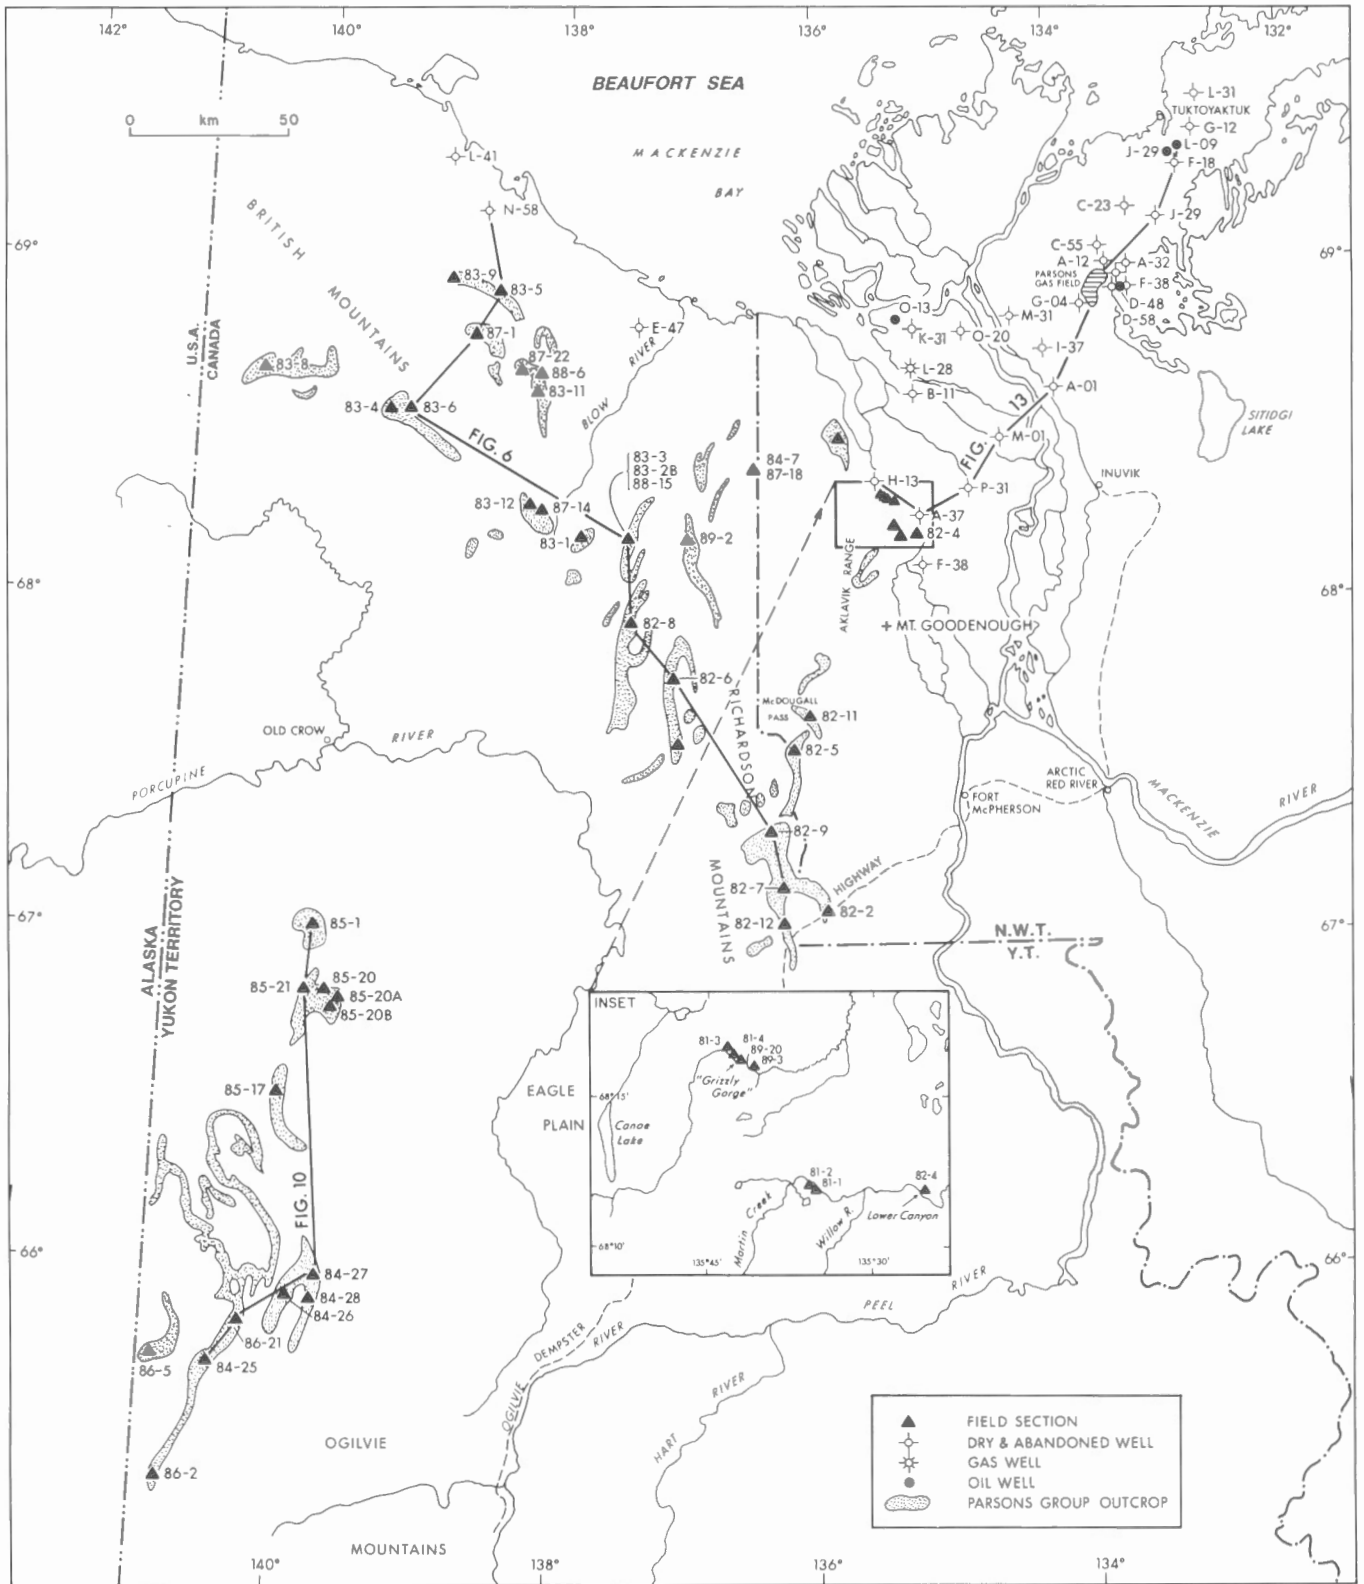 142°
140°
138°
136°
134°
132°
BEAUFORT SEA
0 km 50
MACKENZIE
BAY
L-31
TUKTOYAKTUK
G-12
L-09
J-29
F-18
L-41
N-58
C-23
J-29
BRITISH
MOUNTAINS
69°
69°
C-55
A-12
A-32
PARSONS
GAS FIELD
F-38
G-04
D-48
D-58
83-9
83-5
O-13
M-31
K-31
O-20
I-37
87-1
E-47
RIVER
BLOW
U.S.A.
CANADA
83-8
87-22
88-6
83-11
L-28
B-11
A-01
83-4
83-6
SITIDGI
LAKE
FIG. 6
FIG. 13
M-01
83-3
83-2B
88-15
84-7
87-18
H-13
P-31
INUVIK
83-12
87-14
83-1
89-2
A-37
82-4
AKLAVIK RANGE
F-38
68°
68°
82-8
+ MT. GOODENOUGH
82-6
RICHARDSON
McDOUGALL
PASS
82-11
82-5
OLD CROW
RIVER
PORCUPINE
ARCTIC
RED RIVER
FORT
McPHERSON
MACKENZIE
RIVER
82-9
MOUNTAINS
82-7
HIGHWAY
82-2
82-12
67°
67°
N.W.T.
Y.T.
ALASKA
YUKON TERRITORY
85-1
85-21
85-20
85-20A
85-20B
85-17
EAGLE
PLAIN
INSET
81-3
81-4
89-20
89-3
"Grizzly
Gorge"
68°15'
Canoe
Lake
81-2
81-1
82-4
Martin Creek
Willow R.
Lower Canyon
68°10'
135°45'
135°30'
FIG. 10
66°
66°
84-27
84-28
84-26
86-21
84-25
86-5
86-2
RIVER
PEEL
DEMPSTER
RIVER
OGILVIE
HART
RIVER
OGILVIE
MOUNTAINS
FIELD SECTION
DRY & ABANDONED WELL
GAS WELL
OIL WELL
PARSONS GROUP OUTCROP
140°
138°
136°
134°